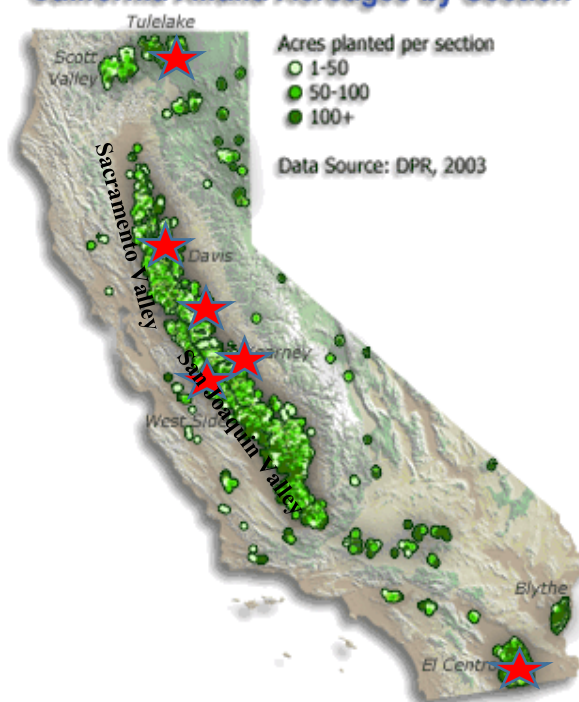 Tulelake
Scott
Valley
Acres planted per section
1-50
50-100
100+
Data Source: DPR, 2003
Sacramento Valley
Davis
San Joaquin Valley
West Side
Blythe
El Centro